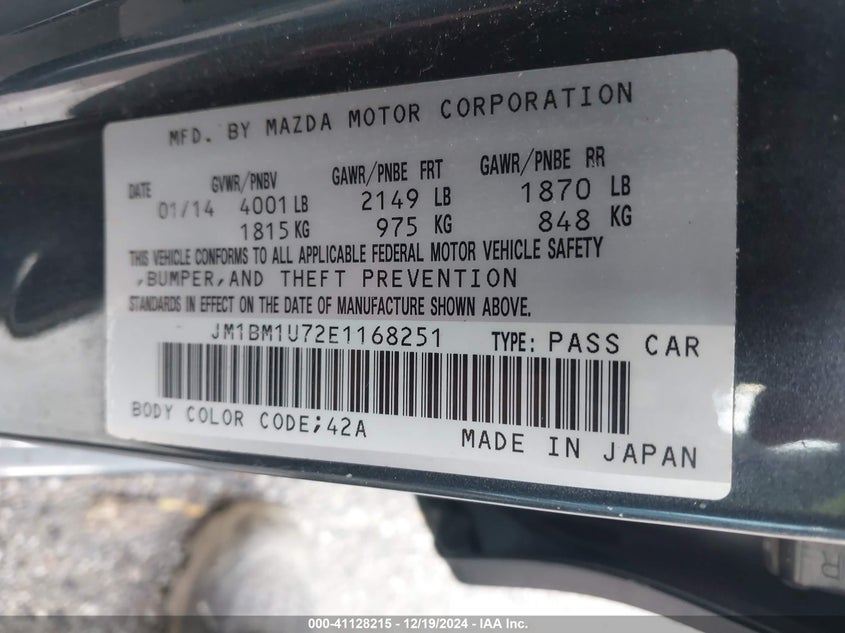 MFD. BY MAZDA MOTOR CORPORATION
DATE GVWR/PNBV GAWR/PNBE FRT GAWR/PNBE RR
01/14 4001 LB 2149 LB 1870 LB
1815 KG 975 KG 848 KG
THIS VEHICLE CONFORMS TO ALL APPLICABLE FEDERAL MOTOR VEHICLE SAFETY
,BUMPER,AND THEFT PREVENTION
STANDARDS IN EFFECT ON THE DATE OF MANUFACTURE SHOWN ABOVE.
JM1BM1U72E1168251 TYPE: PASS CAR
BODY COLOR CODE;42A MADE IN JAPAN
R
000-41128215 - 12/19/2024 - IAA Inc.